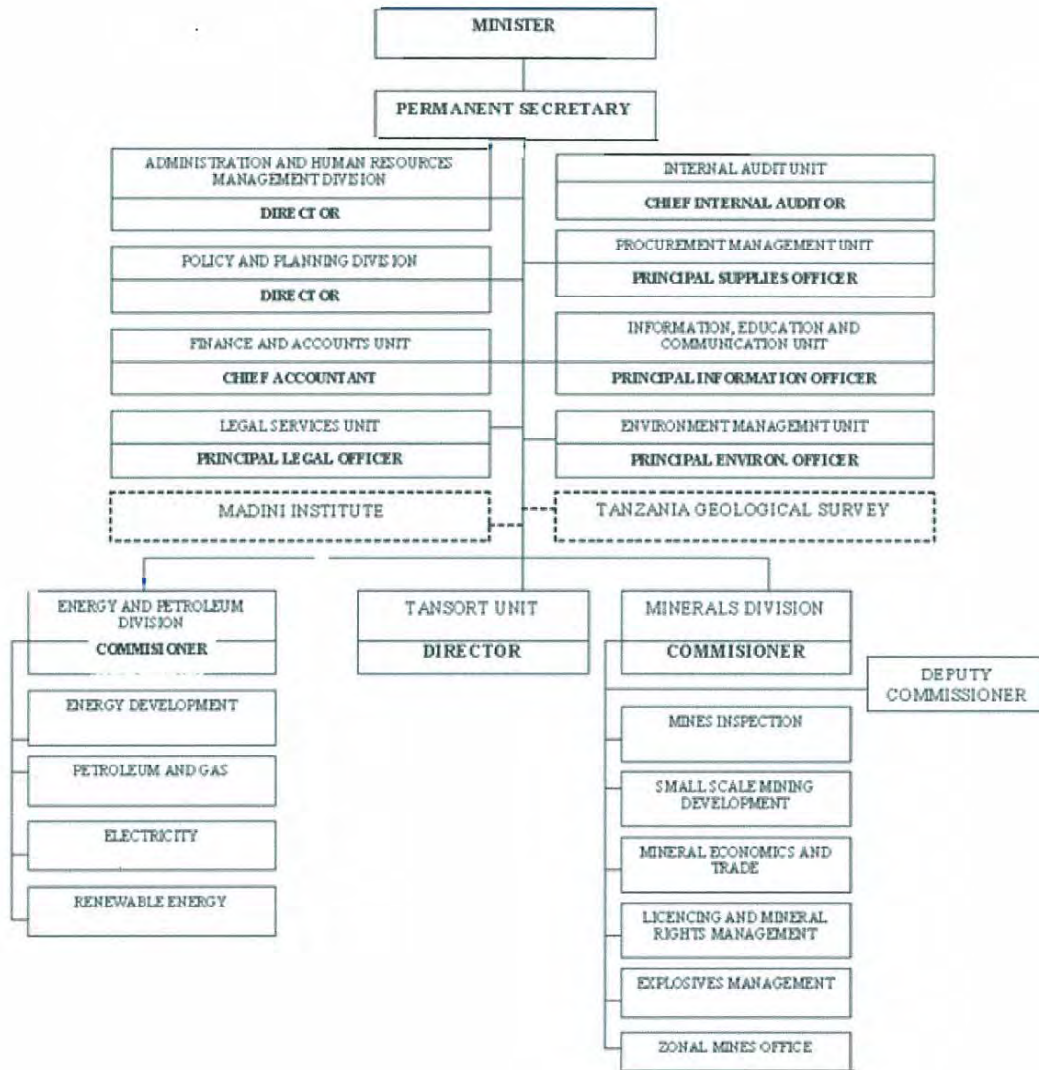 MINISTER
PERMANENT SECRETARY
ADMINISTRATION AND HUMAN RESOURCES
MANAGEMENT DIVISION
DIRECTOR
INTERNAL AUDIT UNIT
CHIEF INTERNAL AUDITOR
POLICY AND PLANNING DIVISION
DIRECTOR
PROCUREMENT MANAGEMENT UNIT
PRINCIPAL SUPPLIES OFFICER
FINANCE AND ACCOUNTS UNIT
CHIEF ACCOUNTANT
INFORMATION, EDUCATION AND
COMMUNICATION UNIT
PRINCIPAL INFORMATION OFFICER
LEGAL SERVICES UNIT
PRINCIPAL LEGAL OFFICER
ENVIRONMENT MANAGEMNT UNIT
PRINCIPAL ENVIRON. OFFICER
MADINI INSTITUTE
TANZANIA GEOLOGICAL SURVEY
ENERGY AND PETROLEUM
DIVISION
COMMISIONER
ENERGY DEVELOPMENT
PETROLEUM AND GAS
ELECTRICITY
RENEWABLE ENERGY
TANSORT UNIT
DIRECTOR
MINERALS DIVISION
COMMISIONER
DEPUTY
COMMISSIONER
MINES INSPECTION
SMALL SCALE MINING
DEVELOPMENT
MINERAL ECONOMICS AND
TRADE
LICENCING AND MINERAL
RIGHTS MANAGEMENT
EXPLOSIVES MANAGEMENT
ZONAL MINES OFFICE